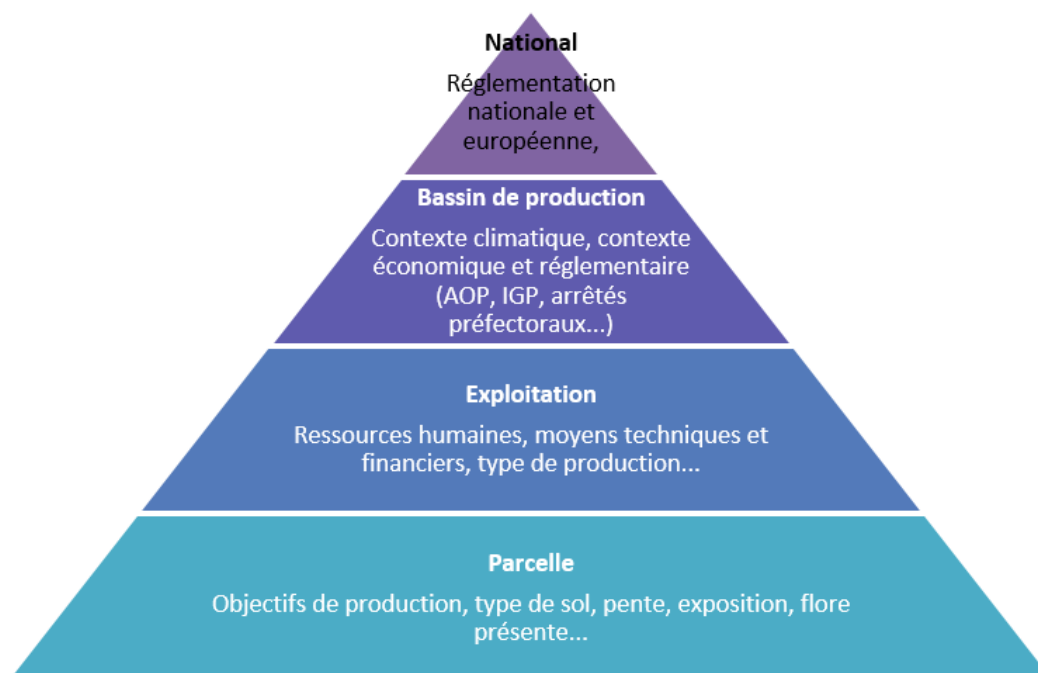 National
Réglementation
nationale et
européenne,
Bassin de production
Contexte climatique, contexte
économique et réglementaire
(AOP, IGP, arrêtés
préfectoraux...)
Exploitation
Ressources humaines, moyens techniques et
financiers, type de production...
Parcelle
Objectifs de production, type de sol, pente, exposition, flore
présente...